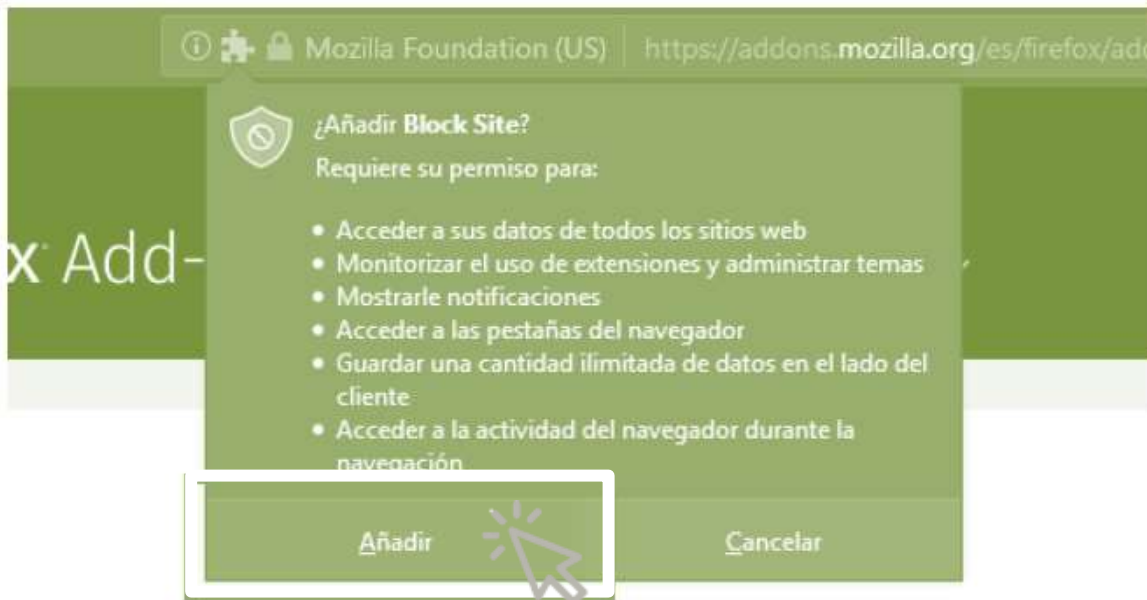 Mozilla Foundation (US) https://addons.mozilla.org/es/firefox/ad
¿Añadir Block Site?
Requiere su permiso para:
x Add-
• Acceder a sus datos de todos los sitios web
• Monitorizar el uso de extensiones y administrar temas
• Mostrarle notificaciones
• Acceder a las pestañas del navegador
• Guardar una cantidad ilimitada de datos en el lado del
cliente
• Acceder a la actividad del navegador durante la
navegación
Añadir Cancelar